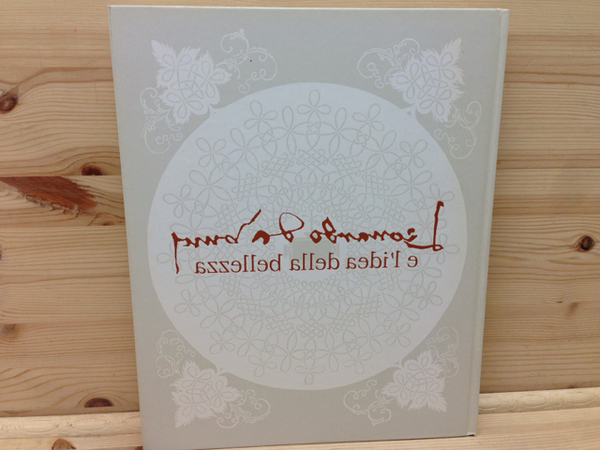 Leonardo da Vinci
e l'idea della bellezza